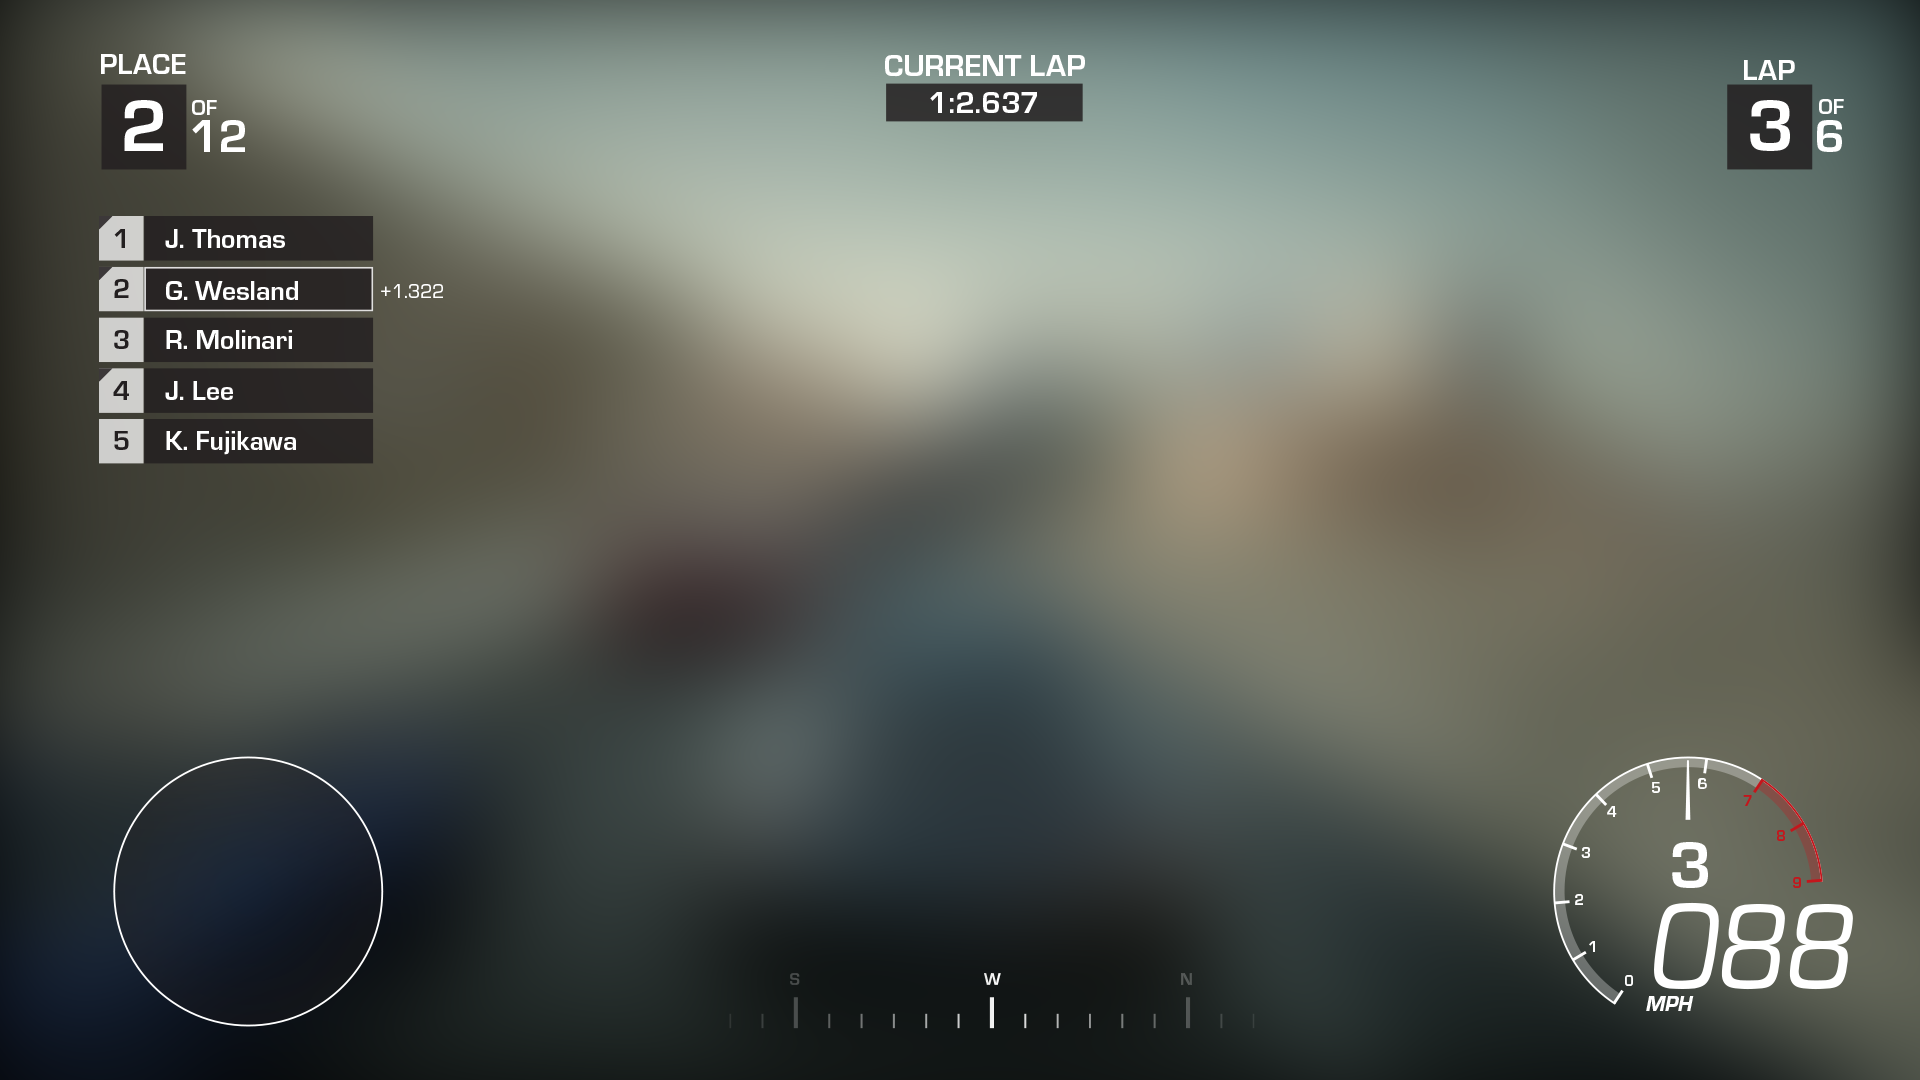 PLACE
2 OF 12
CURRENT LAP
1:2.637
LAP
3 OF 6
1 J. Thomas
2 G. Wesland +1.322
3 R. Molinari
4 J. Lee
5 K. Fujikawa
S W N
0 1 2 3 4 5 6 7 8 9
3
088
MPH